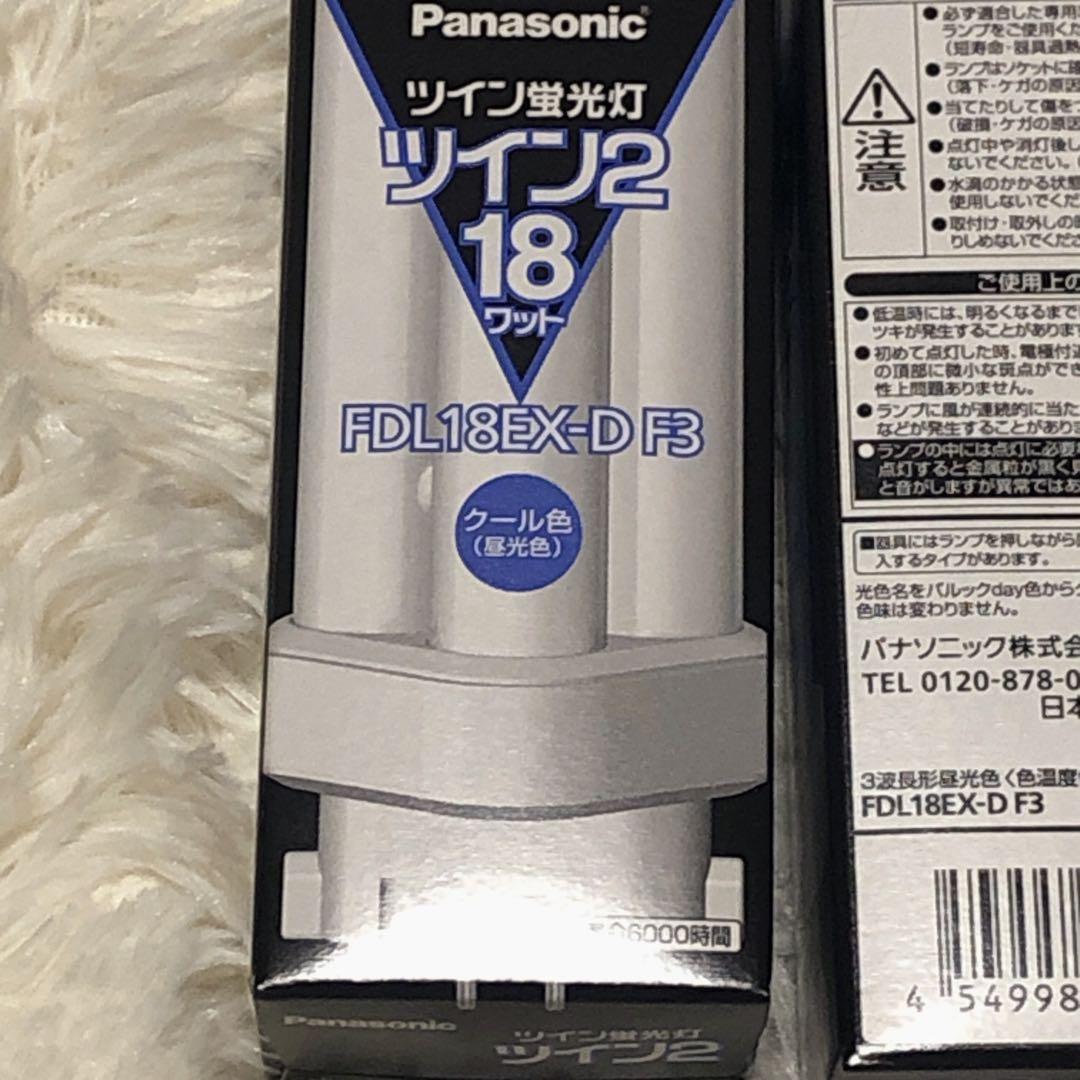 Panasonic
ツイン蛍光灯
ツイン2
18
ワット
FDL18EX-D F3
クール色
(昼光色)
6000時間
Panasonic
ツイン蛍光灯
ツイン2
注意
●必ず適合した専用
ランプをご使用くだ
(短寿命・器具過熱
●ランプはソケットに確
(落下・ケガの原因
●当てたりして傷を
(破損・ケガの原因
●点灯中や消灯後し
ないでください。
●水滴のかかる状態
使用しないでくだ
●取付け・取外しの
りしめないでくださ
ご使用上の
●低温時には、明るくなるまで
ツキが発生することがありま
●初めて点灯した時、電極付近
の頂部に微小な斑点ができ
性上問題ありません。
●ランプに風が連続的に当た
などが発生することがあり
●ランプの中には点灯に必要
点灯すると金属粒が黒く見
と音がしますが異常ではあ
■器具にはランプを押しながら
入するタイプがあります。
光色名をパルックday色から
色味は変わりません。
パナソニック株式会
TEL 0120-878-0
日本
3波長形昼光色〈色温度
FDL18EX-D F3
4 54998